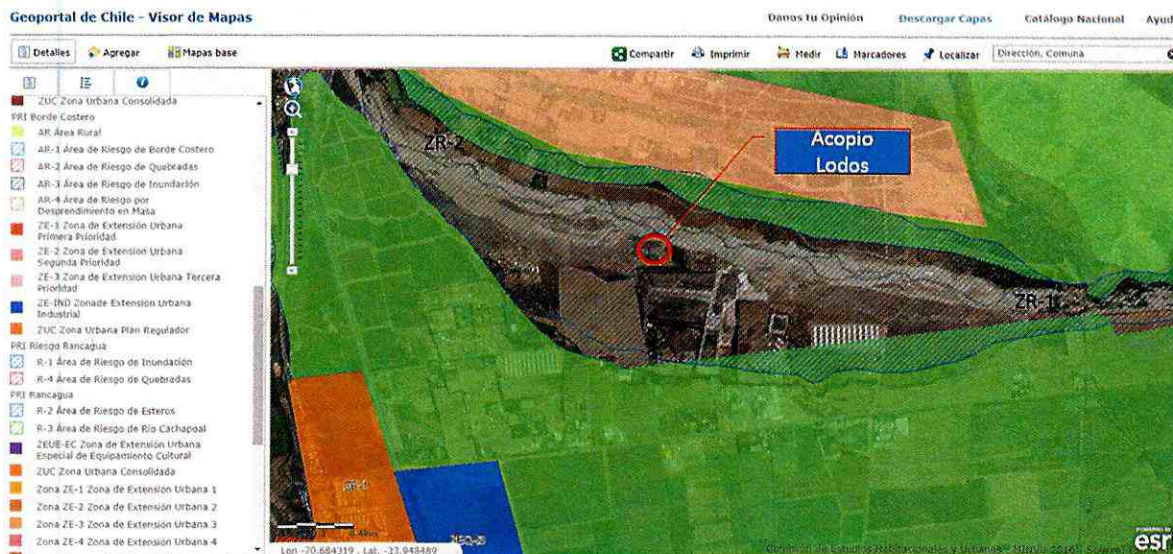 Geoportal de Chile - Visor de Mapas
Danos tu Opinión Descargar Capas Catálogo Nacional Ayud
Detalles Agregar Mapas base Compartir Imprimir Medir Marcadores Localizar Dirección, Comuna
ZUC Zona Urbana Consolidada
PRI Borde Costero
AR Área Rural
AR-1 Área de Riesgo de Borde Costero
AR-2 Área de Riesgo de Quebradas
AR-3 Área de Riesgo de Inundación
AR-4 Área de Riesgo por
Desprendimiento en Masa
ZE-1 Zona de Extensión Urbana
Primera Prioridad
ZE-2 Zona de Extensión Urbana
Segunda Prioridad
ZE-3 Zona de Extensión Urbana Tercera
Prioridad
ZE-IND Zonade Extensión Urbana
Industrial
ZUC Zona Urbana Plan Regulador
PRI Riesgo Rancagua
R-1 Área de Riesgo de Inundación
R-4 Área de Riesgo de Quebradas
PRI Rancagua
R-2 Área de Riesgo de Esteros
R-3 Área de Riesgo de Río Cachapoal
ZEUE-EC Zona de Extensión Urbana
Especial de Equipamiento Cultural
ZUC Zona Urbana Consolidada
Zona ZE-1 Zona de Extensión Urbana 1
Zona ZE-2 Zona de Extensión Urbana 2
Zona ZE-3 Zona de Extensión Urbana 3
Zona ZE-4 Zona de Extensión Urbana 4
ZR-2
Acopio
Lodos
ZR-1
Lon -70.684319 , Lat. -33.948489
POWERED BY
esr